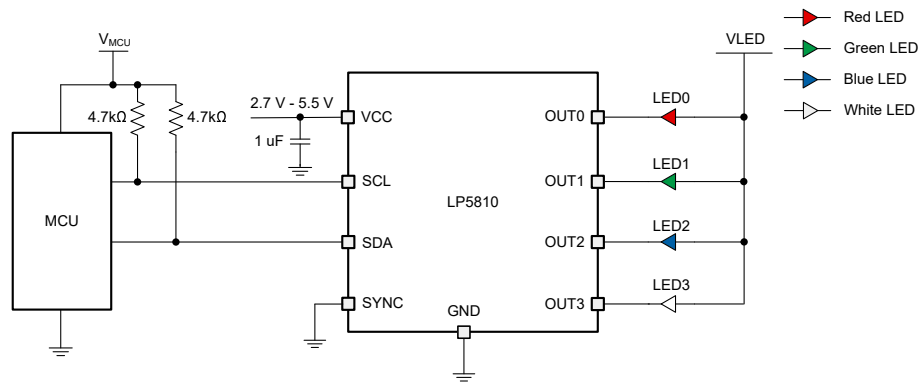 Red LED
Green LED
Blue LED
White LED
VMCU
VLED
4.7kΩ
4.7kΩ
2.7 V - 5.5 V
1 uF
MCU
VCC
SCL
SDA
SYNC
LP5810
GND
OUT0
OUT1
OUT2
OUT3
LED0
LED1
LED2
LED3